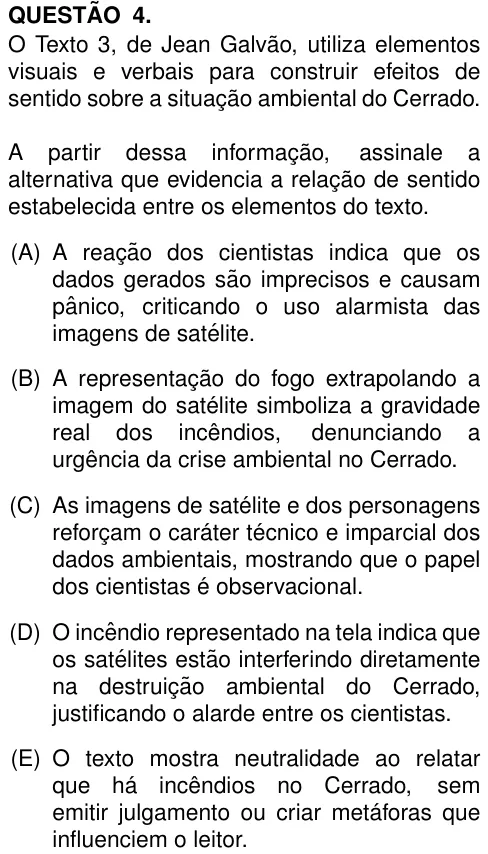 QUESTÃO 4.
O Texto 3, de Jean Galvão, utiliza elementos
visuais e verbais para construir efeitos de
sentido sobre a situação ambiental do Cerrado.
A partir dessa informação, assinale a
alternativa que evidencia a relação de sentido
estabelecida entre os elementos do texto.
(A) A reação dos cientistas indica que os
dados gerados são imprecisos e causam
pânico, criticando o uso alarmista das
imagens de satélite.
(B) A representação do fogo extrapolando a
imagem do satélite simboliza a gravidade
real dos incêndios, denunciando a
urgência da crise ambiental no Cerrado.
(C) As imagens de satélite e dos personagens
reforçam o caráter técnico e imparcial dos
dados ambientais, mostrando que o papel
dos cientistas é observacional.
(D) O incêndio representado na tela indica que
os satélites estão interferindo diretamente
na destruição ambiental do Cerrado,
justificando o alarde entre os cientistas.
(E) O texto mostra neutralidade ao relatar
que há incêndios no Cerrado, sem
emitir julgamento ou criar metáforas que
influenciem o leitor.